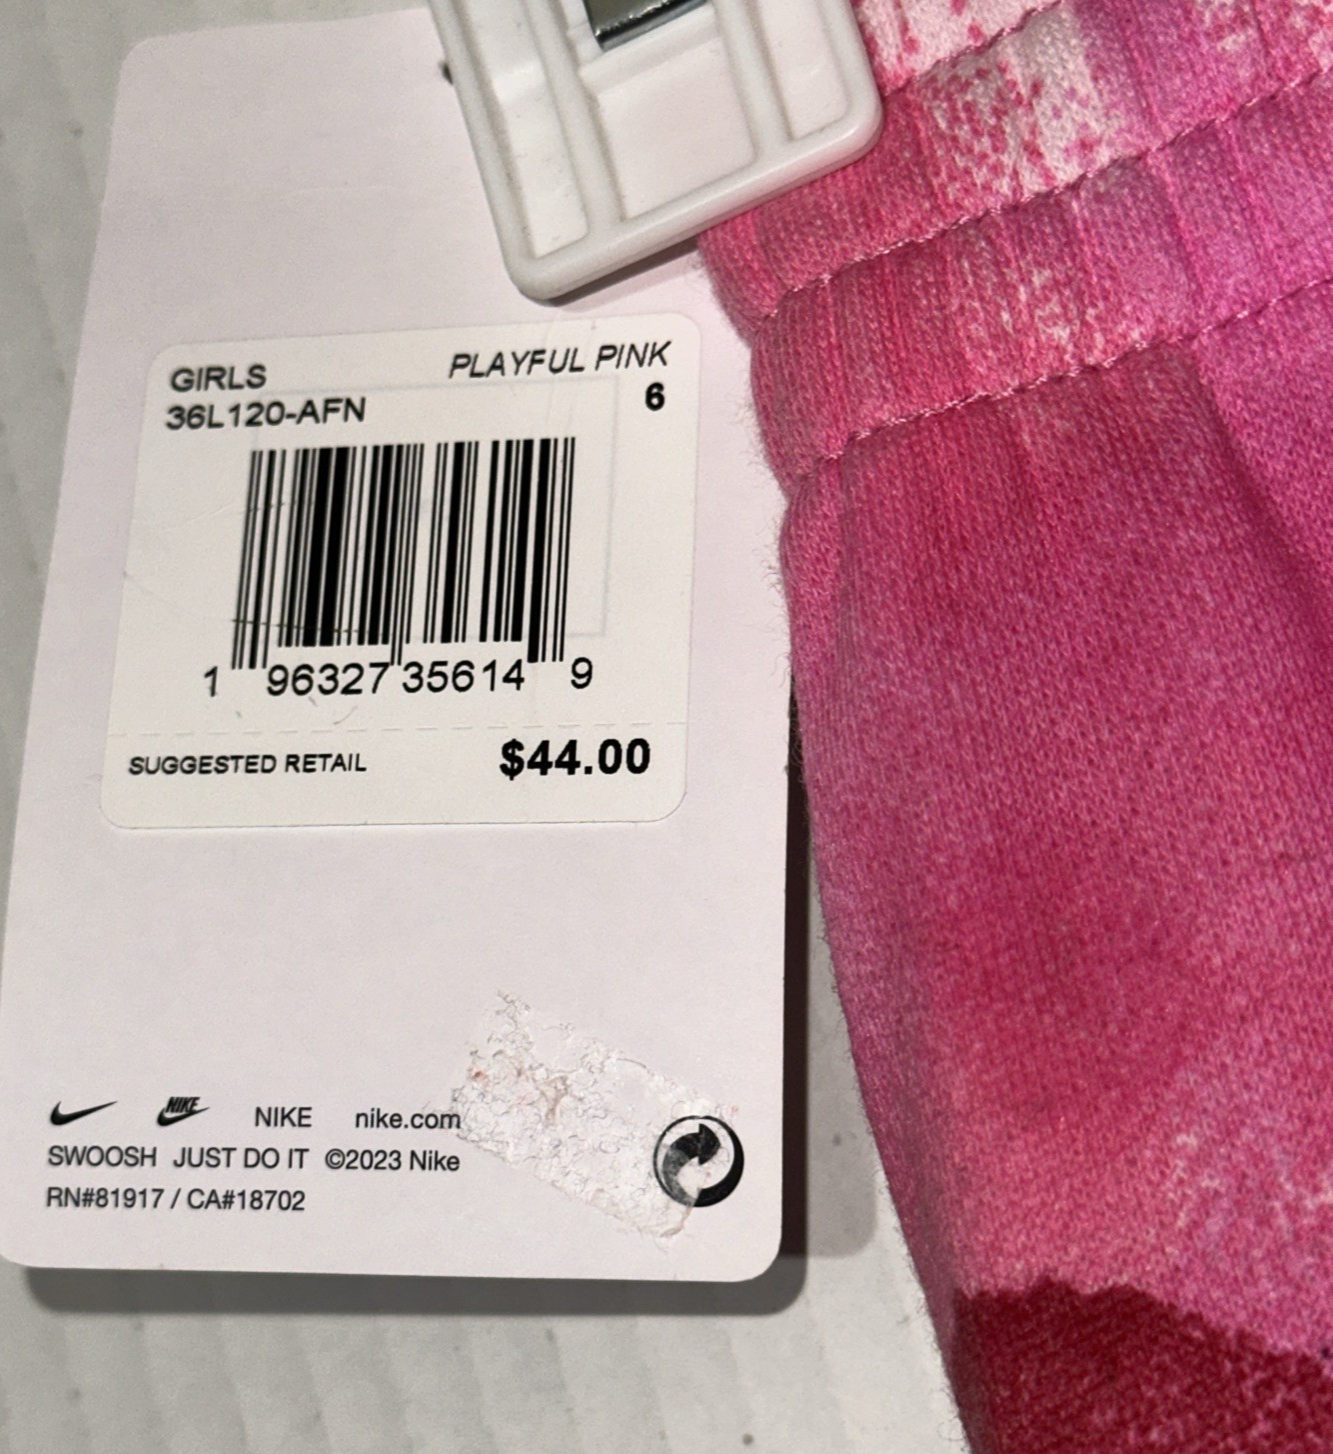 GIRLS PLAYFUL PINK
36L120-AFN 6
1 96327 35614 9
SUGGESTED RETAIL $44.00
NIKE NIKE nike.com
SWOOSH JUST DO IT ©2023 Nike
RN#81917 / CA#18702